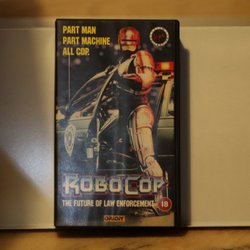 PART MAN
PART MACHINE
ALL COP.
ROBOCOP
THE FUTURE OF LAW ENFORCEMENT
18
ORION